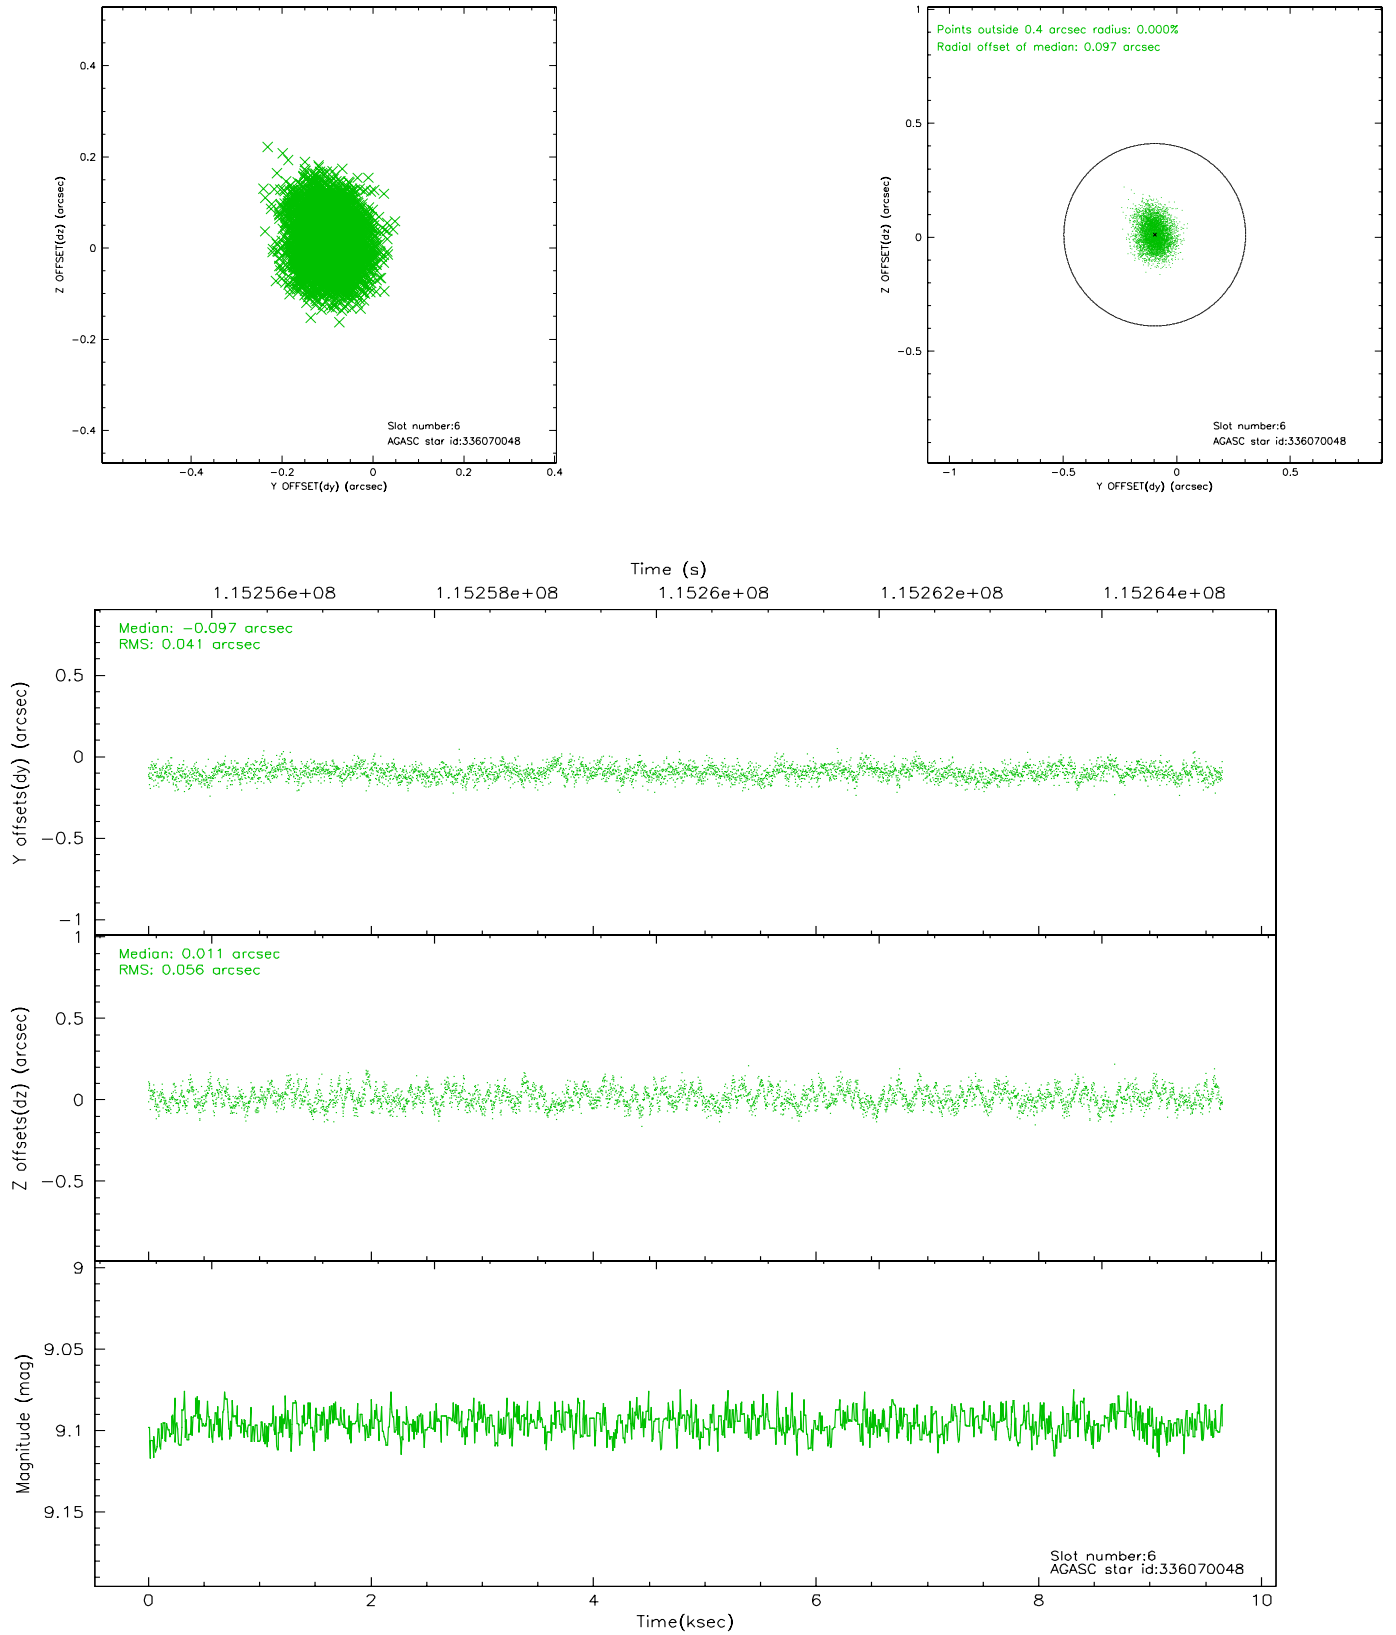 0.4
0.2
0
−0.2
−0.4
Z OFFSET(dz) (arcsec)
−0.4 −0.2 0 0.2 0.4
Y OFFSET(dy) (arcsec)
Slot number:6
AGASC star id:336070048
Points outside 0.4 arcsec radius: 0.000%
Radial offset of median: 0.097 arcsec
1
0.5
0
−0.5
Z OFFSET(dz) (arcsec)
−1 −0.5 0 0.5
Y OFFSET(dy) (arcsec)
Slot number:6
AGASC star id:336070048
Time (s)
1.15256e+08 1.15258e+08 1.1526e+08 1.15262e+08 1.15264e+08
Median: −0.097 arcsec
RMS: 0.041 arcsec
0.5
0
−0.5
−1
Y offsets(dy) (arcsec)
Median: 0.011 arcsec
RMS: 0.056 arcsec
1
0.5
0
−0.5
Z offsets(dz) (arcsec)
9
9.05
9.1
9.15
Magnitude (mag)
Slot number:6
AGASC star id:336070048
0 2 4 6 8 10
Time(ksec)